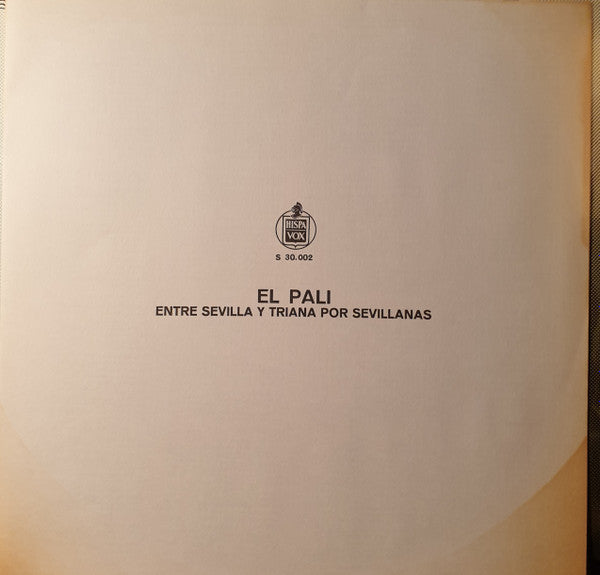 HISPA
VOX
S 30.002
EL PALI
ENTRE SEVILLA Y TRIANA POR SEVILLANAS